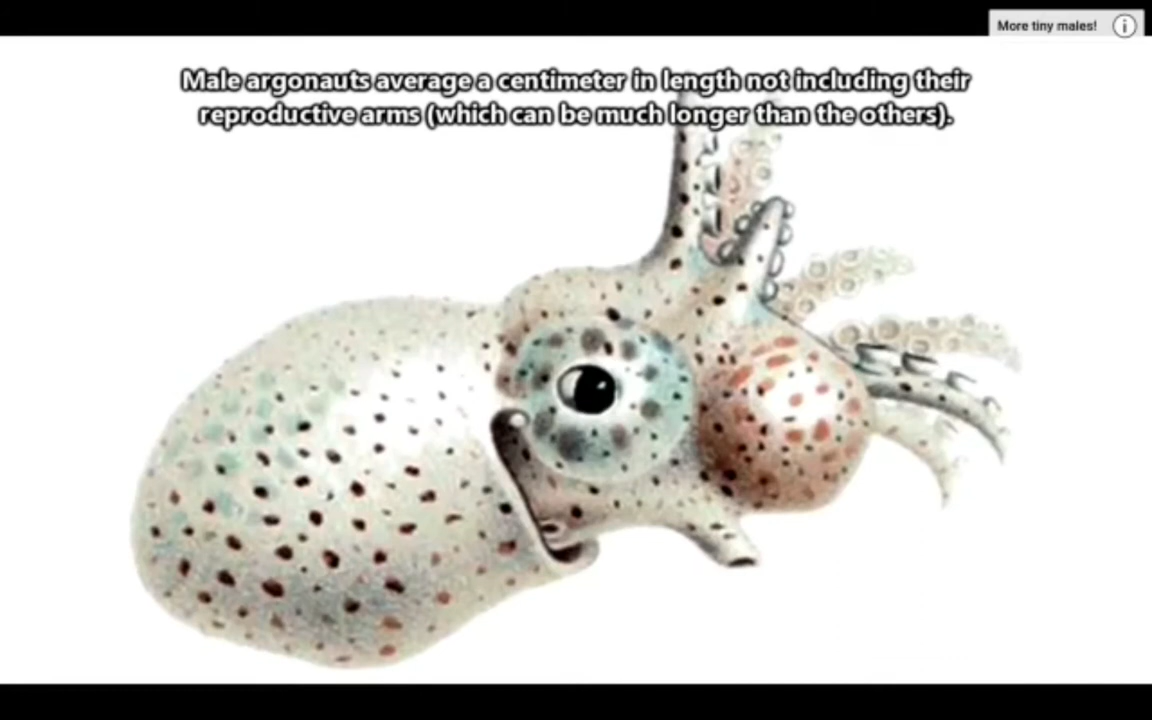 More tiny males!
Male argonauts average a centimeter in length not including their
reproductive arms (which can be much longer than the others).